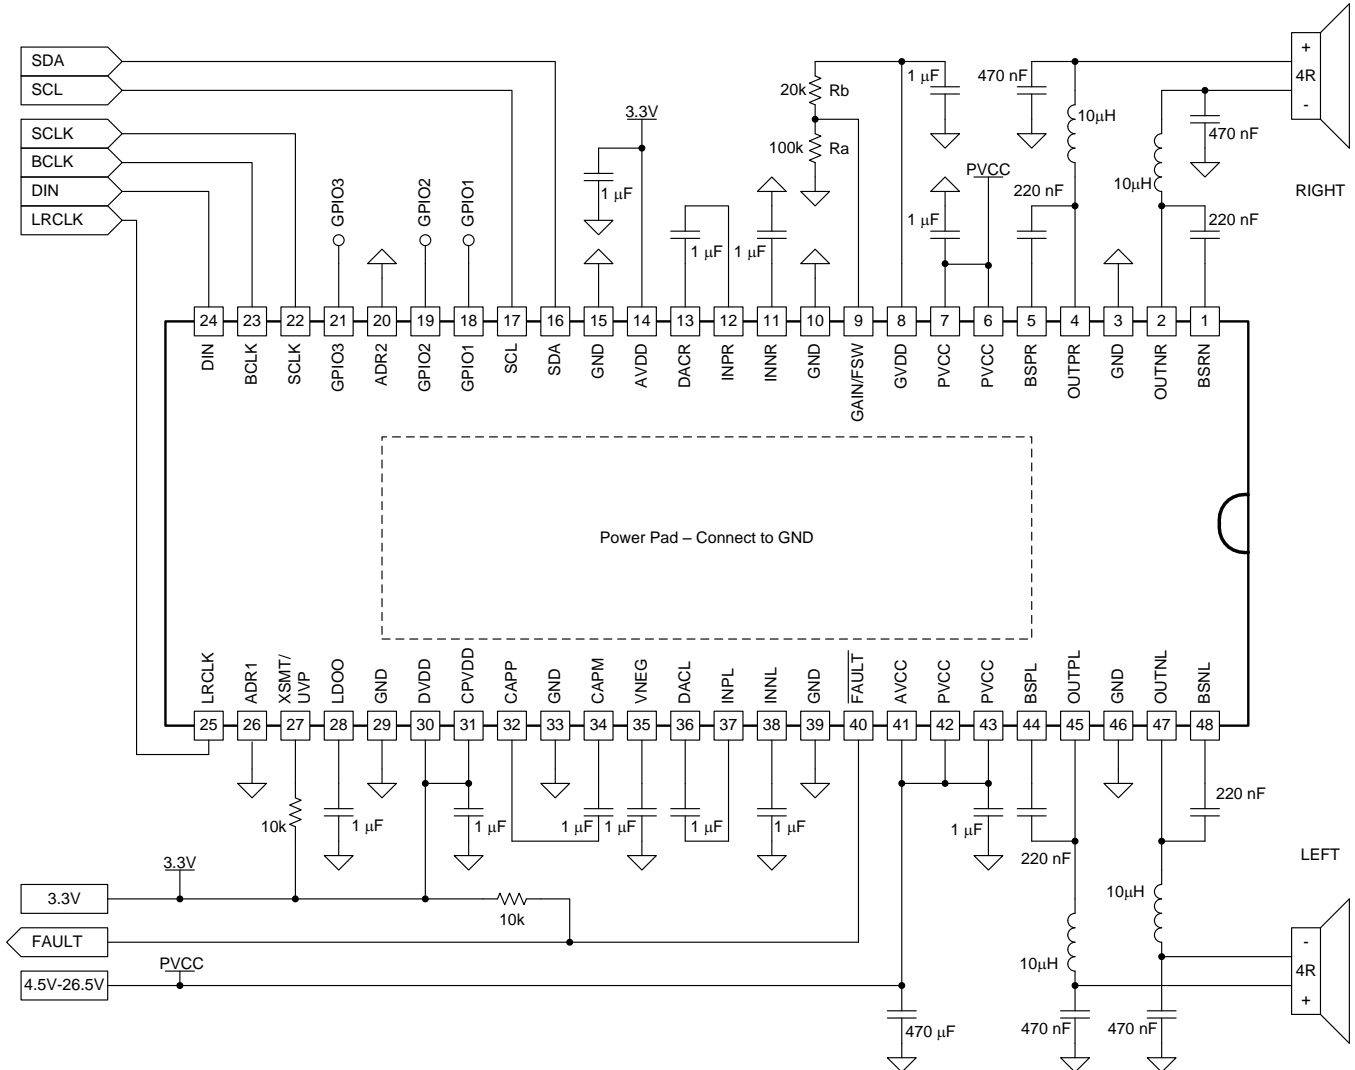 SDA
SCL
SCLK
BCLK
DIN
LRCLK
GPIO3
GPIO2
GPIO1
3.3V
1 µF
1 µF
1 µF
20k
Rb
100k
Ra
1 µF
1 µF
PVCC
470 nF
10µH
220 nF
10µH
470 nF
220 nF
+
4R
-
RIGHT
24
23
22
21
20
19
18
17
16
15
14
13
12
11
10
9
8
7
6
5
4
3
2
1
DIN
BCLK
SCLK
GPIO3
ADR2
GPIO2
GPIO1
SCL
SDA
GND
AVDD
DACR
INPR
INNR
GND
GAIN/FSW
GVDD
PVCC
PVCC
BSPR
OUTPR
GND
OUTNR
BSRN
Power Pad – Connect to GND
LRCLK
ADR1
XSMT/
UVP
LDOO
GND
DVDD
CPVDD
CAPP
GND
CAPM
VNEG
DACL
INPL
INNL
GND
FAULT
AVCC
PVCC
PVCC
BSPL
OUTPL
GND
OUTNL
BSNL
25
26
27
28
29
30
31
32
33
34
35
36
37
38
39
40
41
42
43
44
45
46
47
48
10k
1 µF
1 µF
1 µF
1 µF
1 µF
1 µF
1 µF
220 nF
220 nF
LEFT
3.3V
3.3V
10k
FAULT
PVCC
4.5V-26.5V
10µH
10µH
470 µF
470 nF
470 nF
-
4R
+